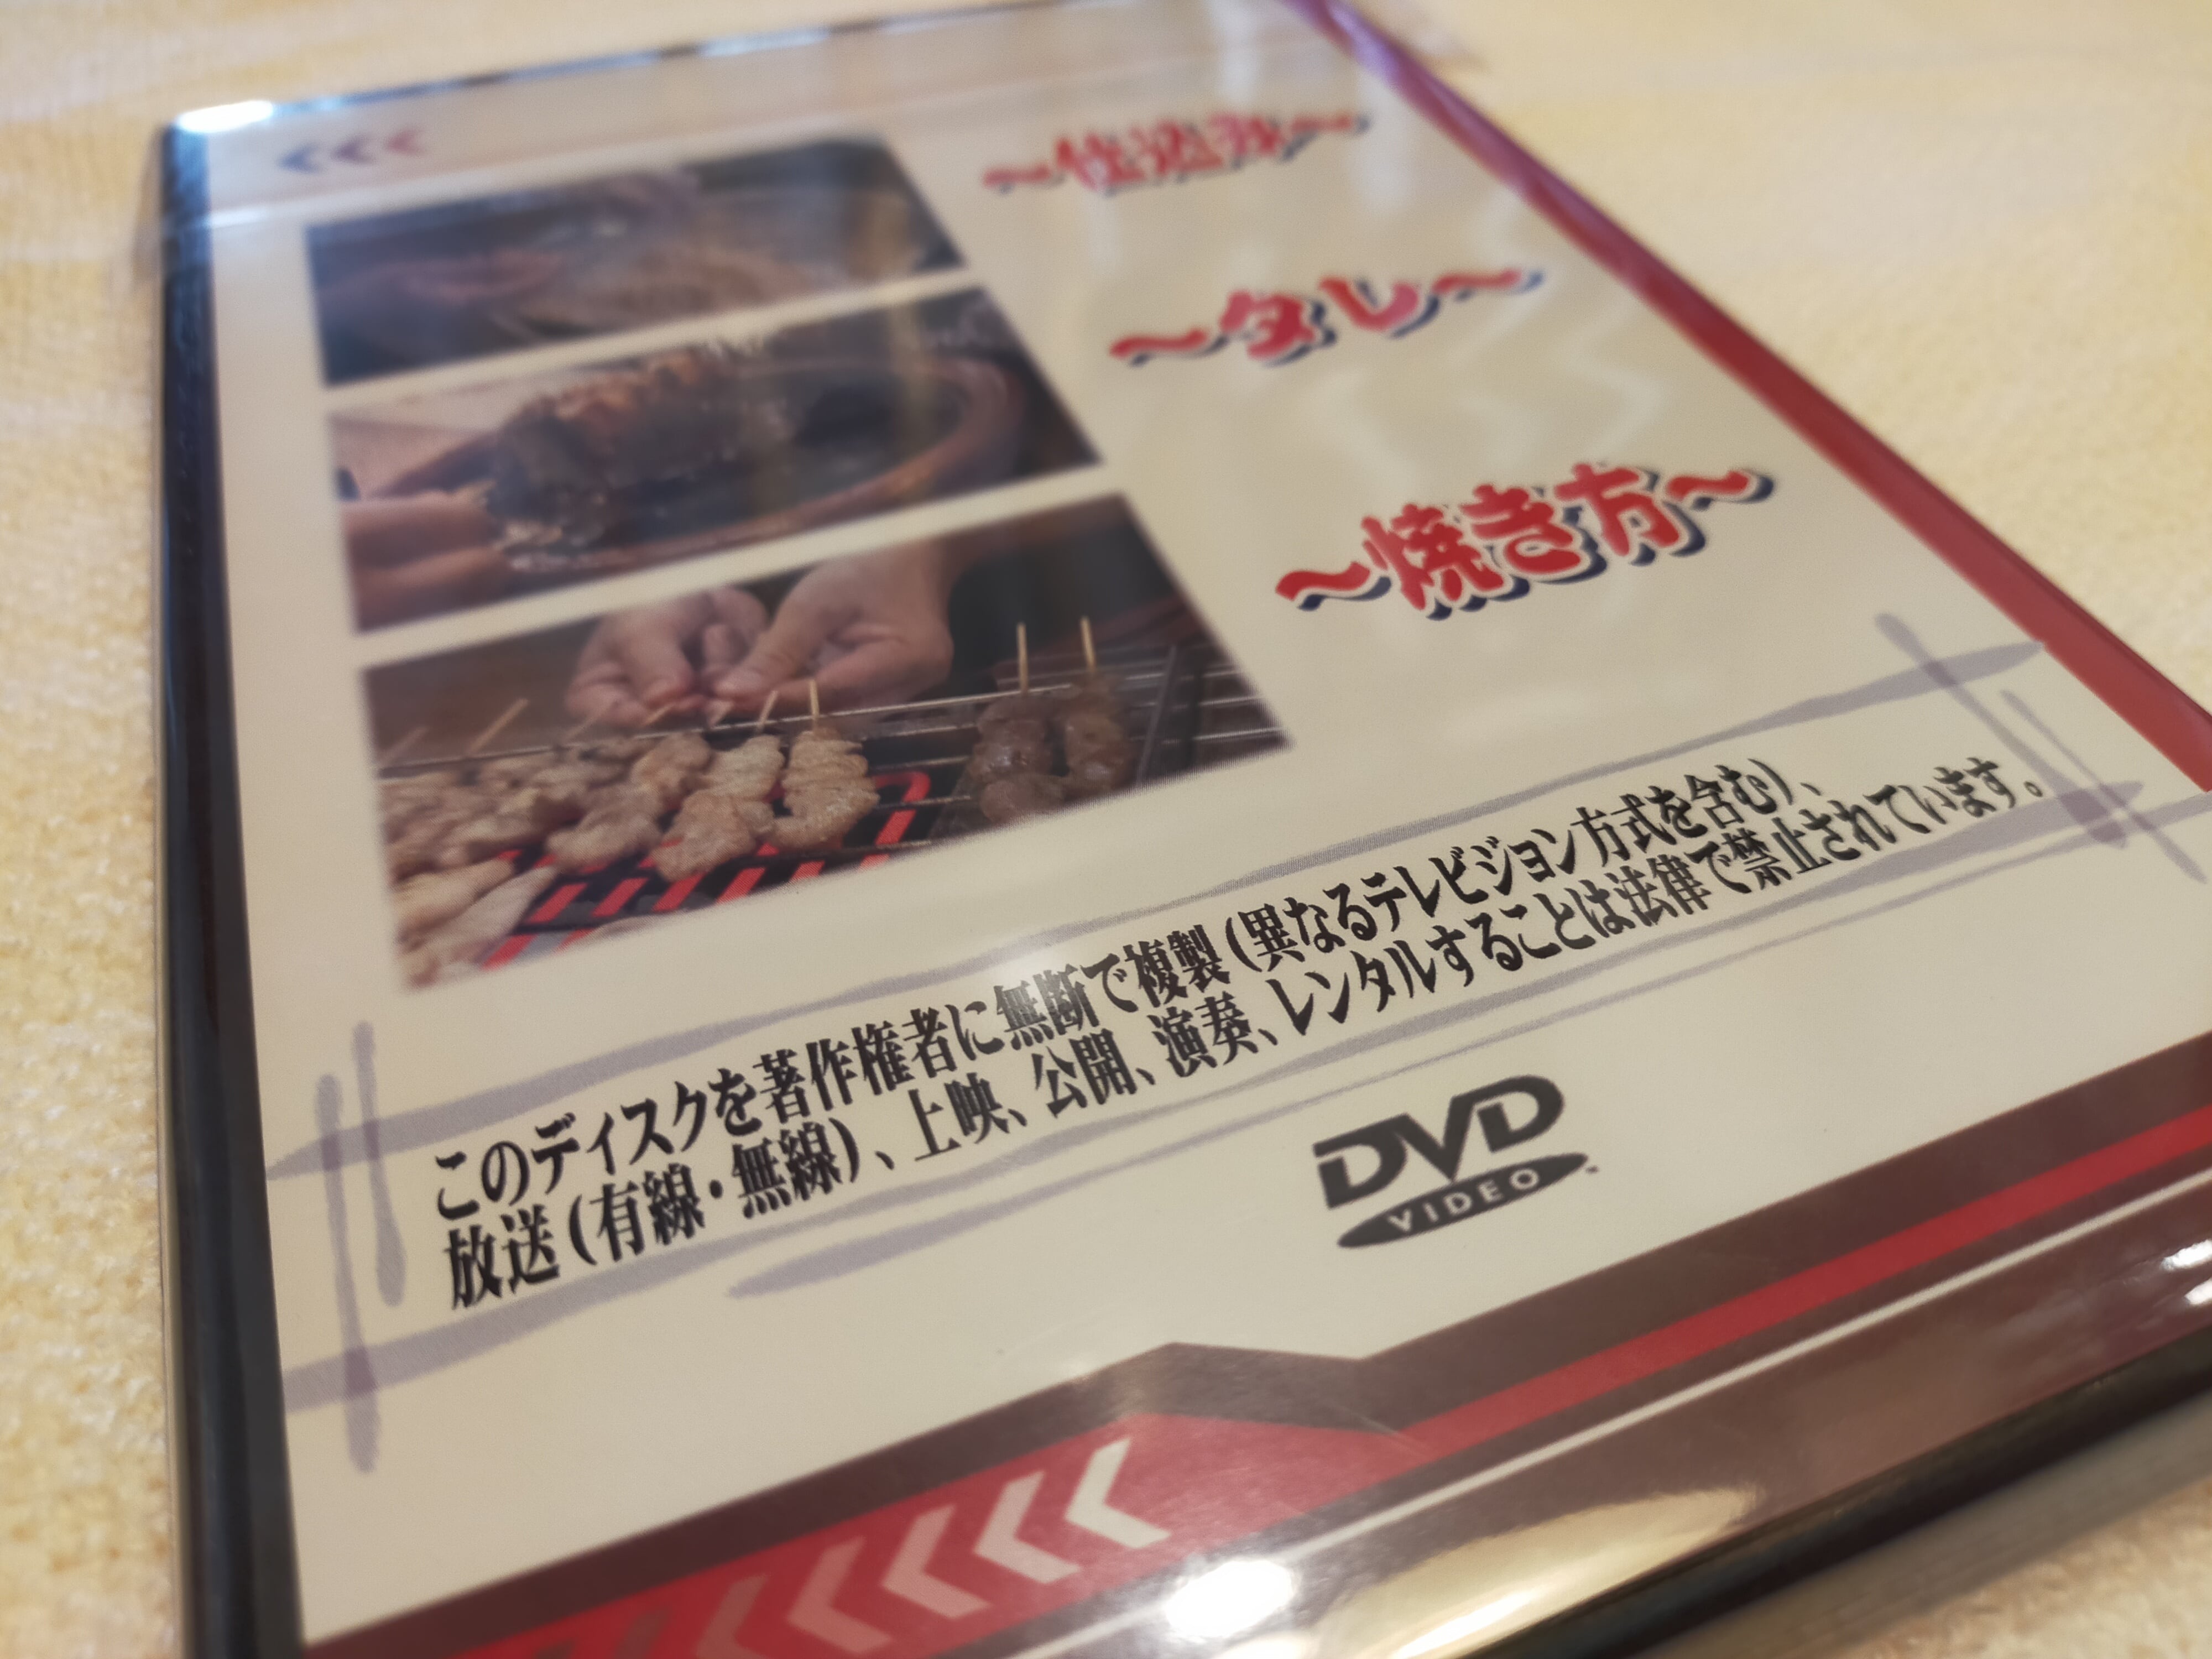 ～タレ～
～焼き方～
このディスクを著作権者に無断で複製(異なるテレビジョン方式を含む)、
放送(有線・無線)、上映、公開、演奏、レンタルすることは法律で禁止されています。
DVD
VIDEO